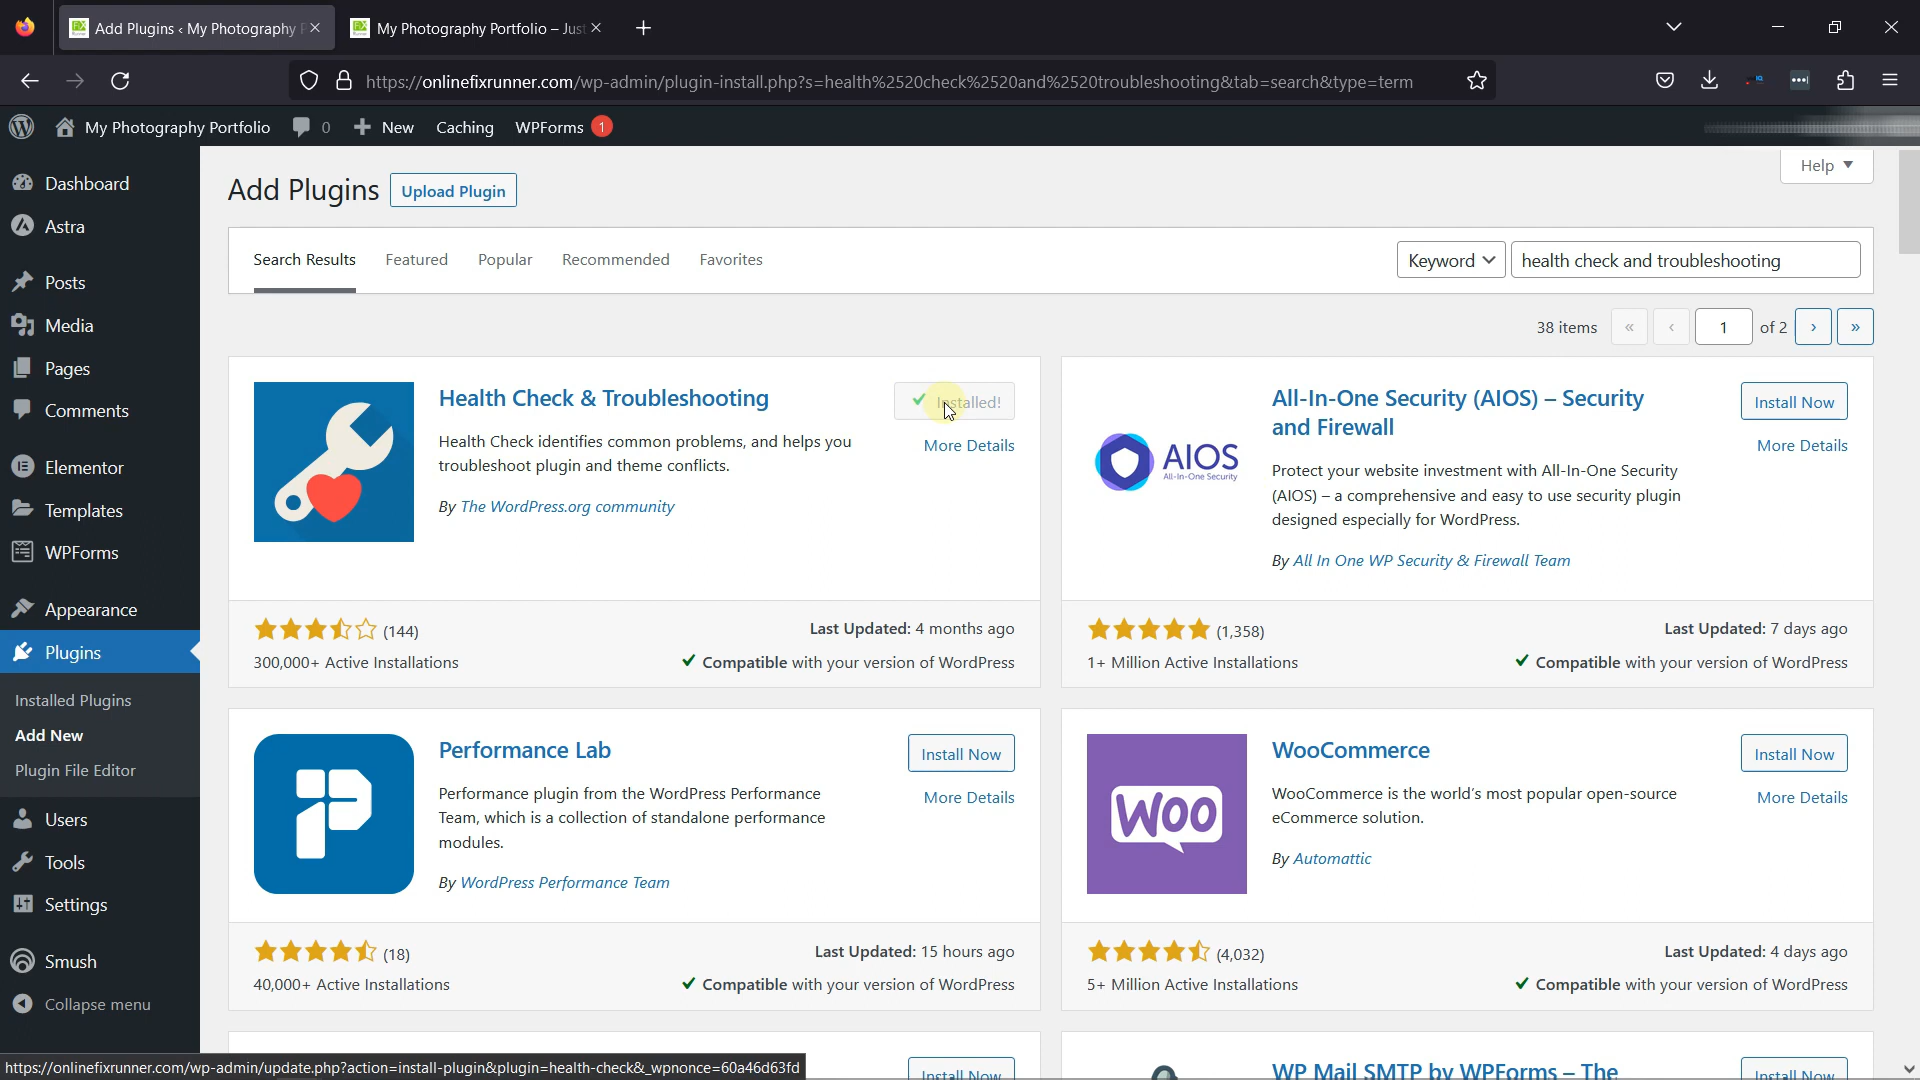 Add Plugins ‹ My Photography P
My Photography Portfolio – Jus
https://onlinefixrunner.com/wp-admin/plugin-install.php?s=health%2520check%2520and%2520troubleshooting&tab=search&type=term
My Photography Portfolio 0 New Caching WPForms 1
Dashboard
Astra
Posts
Media
Pages
Comments
Elementor
Templates
WPForms
Appearance
Plugins
Installed Plugins
Add New
Plugin File Editor
Users
Tools
Settings
Smush
Collapse menu
Help
Add Plugins Upload Plugin
Search Results Featured Popular Recommended Favorites Keyword health check and troubleshooting
38 items « ‹ 1 of 2 › »
Health Check & Troubleshooting
Installed!
More Details
Health Check identifies common problems, and helps you
troubleshoot plugin and theme conflicts.
By The WordPress.org community
(144)
300,000+ Active Installations
Last Updated: 4 months ago
Compatible with your version of WordPress
AIOS
All-In-One Security
All-In-One Security (AIOS) – Security
and Firewall
Install Now
More Details
Protect your website investment with All-In-One Security
(AIOS) – a comprehensive and easy to use security plugin
designed especially for WordPress.
By All In One WP Security & Firewall Team
(1,358)
1+ Million Active Installations
Last Updated: 7 days ago
Compatible with your version of WordPress
Performance Lab
Install Now
More Details
Performance plugin from the WordPress Performance
Team, which is a collection of standalone performance
modules.
By WordPress Performance Team
(18)
40,000+ Active Installations
Last Updated: 15 hours ago
Compatible with your version of WordPress
WOO
WooCommerce
Install Now
More Details
WooCommerce is the world's most popular open-source
eCommerce solution.
By Automattic
(4,032)
5+ Million Active Installations
Last Updated: 4 days ago
Compatible with your version of WordPress
Install Now
WP Mail SMTP by WPForms – The
Install Now
https://onlinefixrunner.com/wp-admin/update.php?action=install-plugin&plugin=health-check&_wpnonce=60a46d63fd